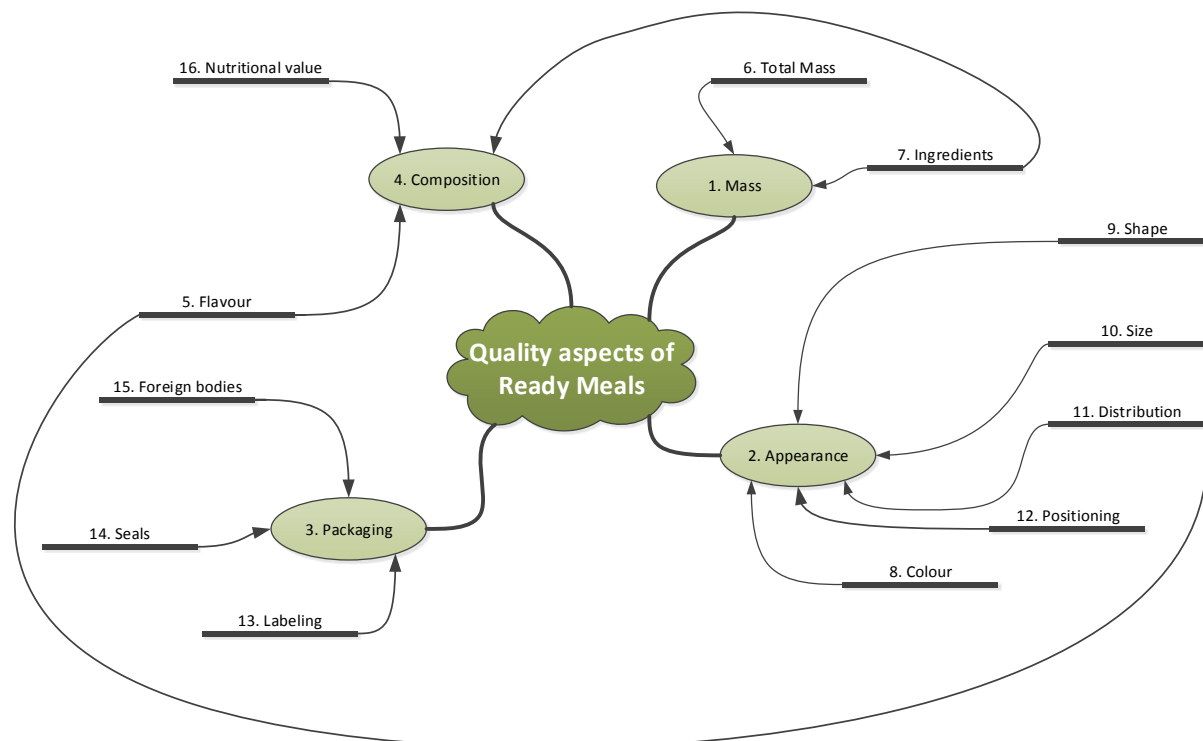 16. Nutritional value
6. Total Mass
7. Ingredients
4. Composition
1. Mass
9. Shape
5. Flavour
10. Size
Quality aspects of
Ready Meals
15. Foreign bodies
11. Distribution
2. Appearance
12. Positioning
3. Packaging
14. Seals
8. Colour
13. Labeling